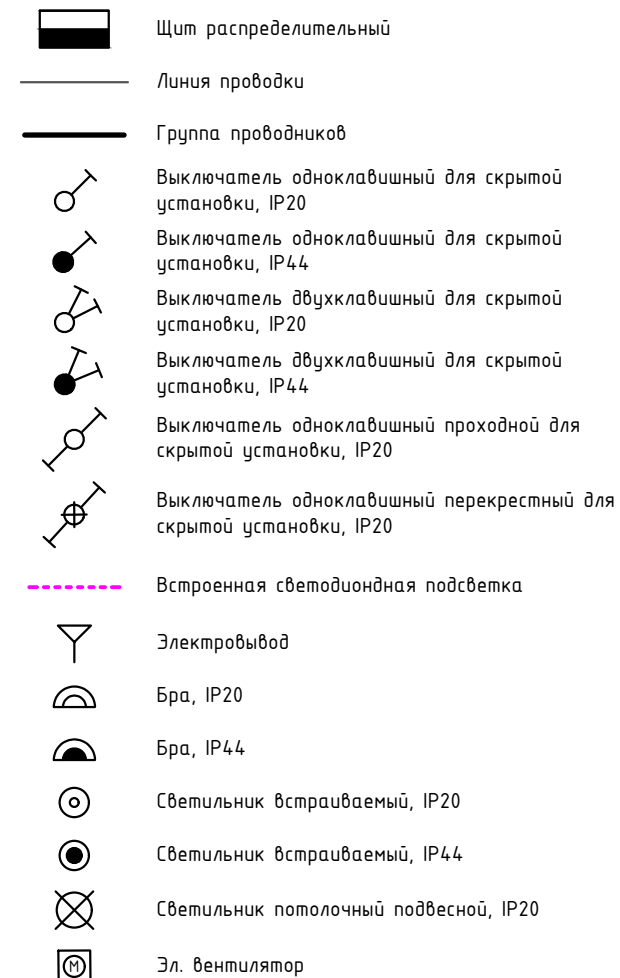 Щит распределительный
Линия проводки
Группа проводников
Выключатель одноклавишный для скрытой
установки, IP20
Выключатель одноклавишный для скрытой
установки, IP44
Выключатель двухклавишный для скрытой
установки, IP20
Выключатель двухклавишный для скрытой
установки, IP44
Выключатель одноклавишный проходной для
скрытой установки, IP20
Выключатель одноклавишный перекрестный для
скрытой установки, IP20
Встроенная светодиондная подсветка
Электровывод
Бра, IP20
Бра, IP44
Светильник встраиваемый, IP20
Светильник встраиваемый, IP44
Светильник потолочный подвесной, IP20
М Эл. вентилятор